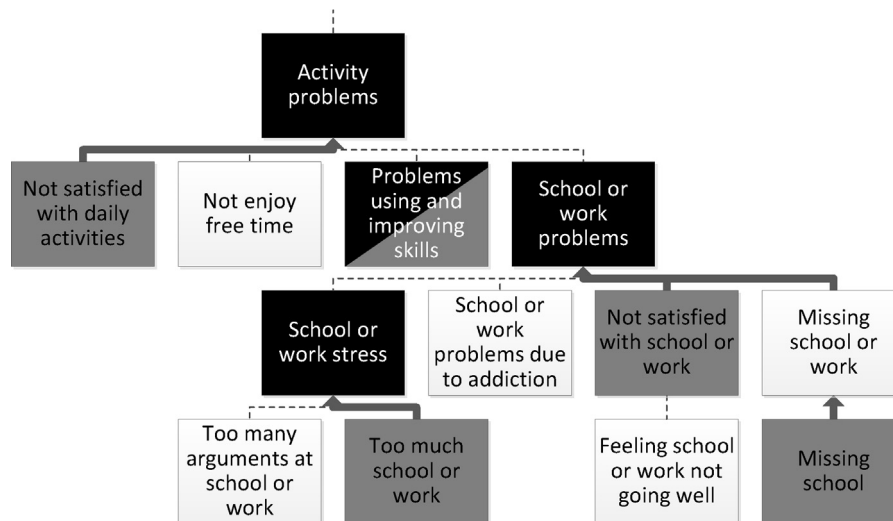 Activity
problems
Not satisfied
with daily
activities
Not enjoy
free time
Problems
using and
improving
skills
School or
work
problems
School or
work stress
School or
work
problems due
to addiction
Not satisfied
with school or
work
Missing
school or
work
Too many
arguments at
school or
work
Too much
school or
work
Feeling school
or work not
going well
Missing
school